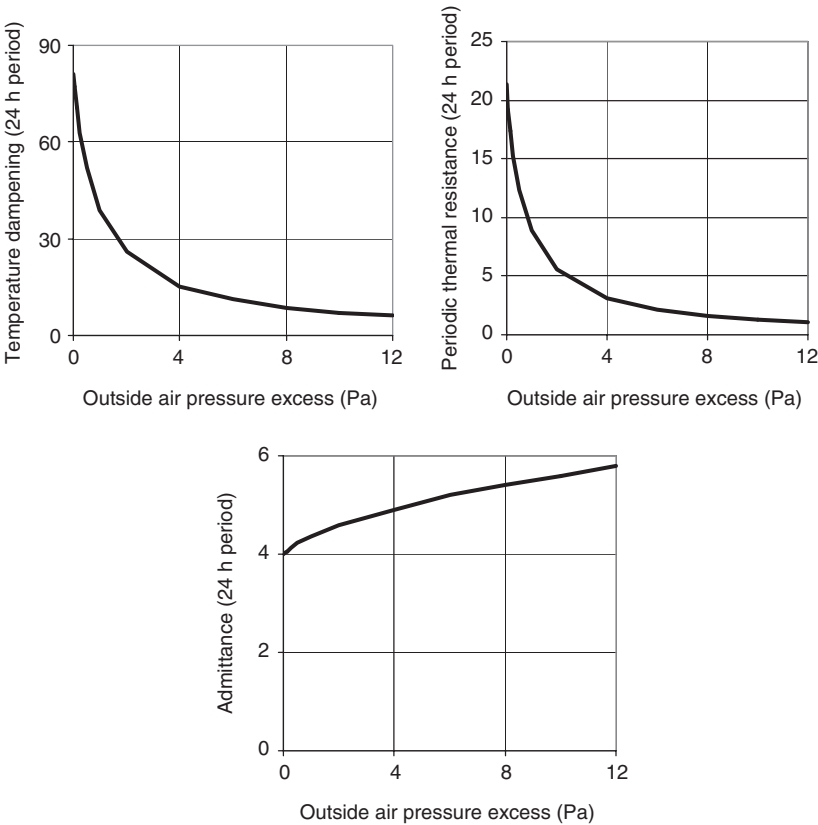 Temperature dampening (24 h period)
90
60
30
0
0 4 8 12
Outside air pressure excess (Pa)
Periodic thermal resistance (24 h period)
25
20
15
10
5
0
0 4 8 12
Outside air pressure excess (Pa)
Admittance (24 h period)
6
4
2
0
0 4 8 12
Outside air pressure excess (Pa)